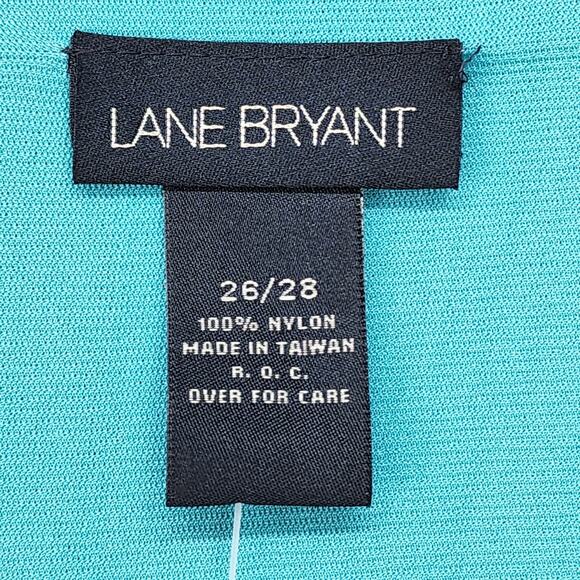 LANE BRYANT
26/28
100% NYLON
MADE IN TAIWAN
R. O. C.
OVER FOR CARE